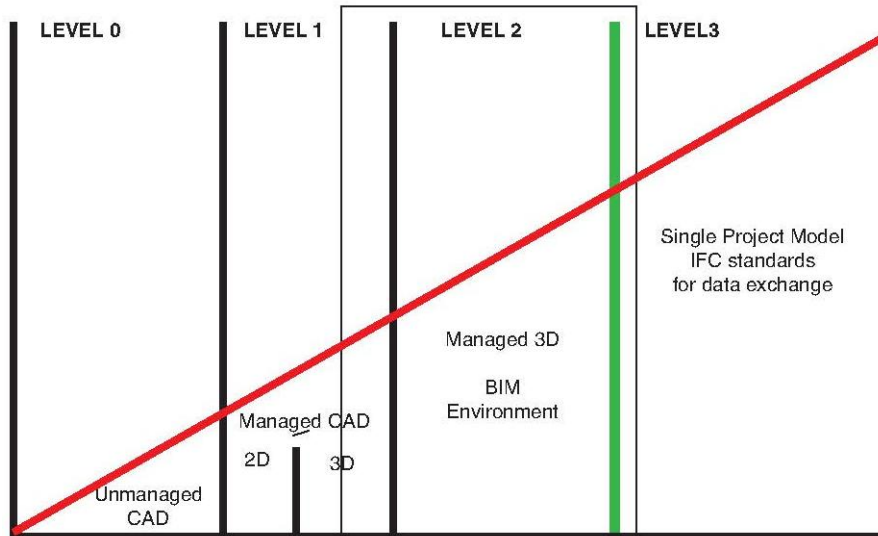 LEVEL 0
LEVEL 1
LEVEL 2
LEVEL3
Single Project Model
IFC standards
for data exchange
Managed 3D
BIM
Environment
Managed CAD
2D
3D
Unmanaged
CAD